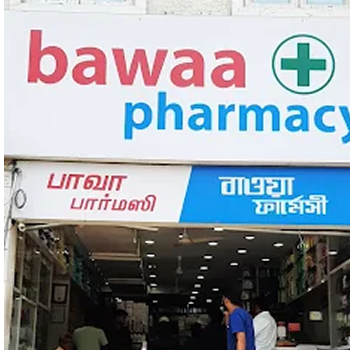 bawaa
pharmacy
பாவா
பார்மஸி
বাওয়া
ফার্মেসী